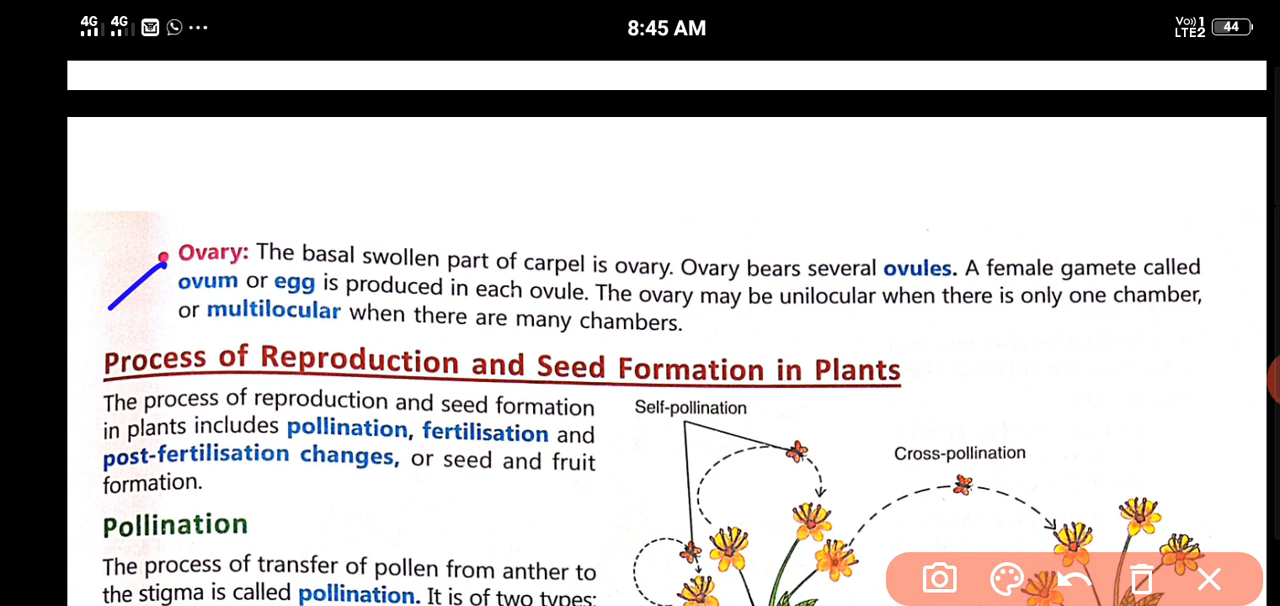 4G 4G ... 8:45 AM Vo)) 1 LTE2 44
Ovary: The basal swollen part of carpel is ovary. Ovary bears several ovules. A female gamete called
ovum or egg is produced in each ovule. The ovary may be unilocular when there is only one chamber,
or multilocular when there are many chambers.
Process of Reproduction and Seed Formation in Plants
The process of reproduction and seed formation
in plants includes pollination, fertilisation and
post-fertilisation changes, or seed and fruit
formation.
Self-pollination
Cross-pollination
Pollination
The process of transfer of pollen from anther to
the stigma is called pollination. It is of two types: